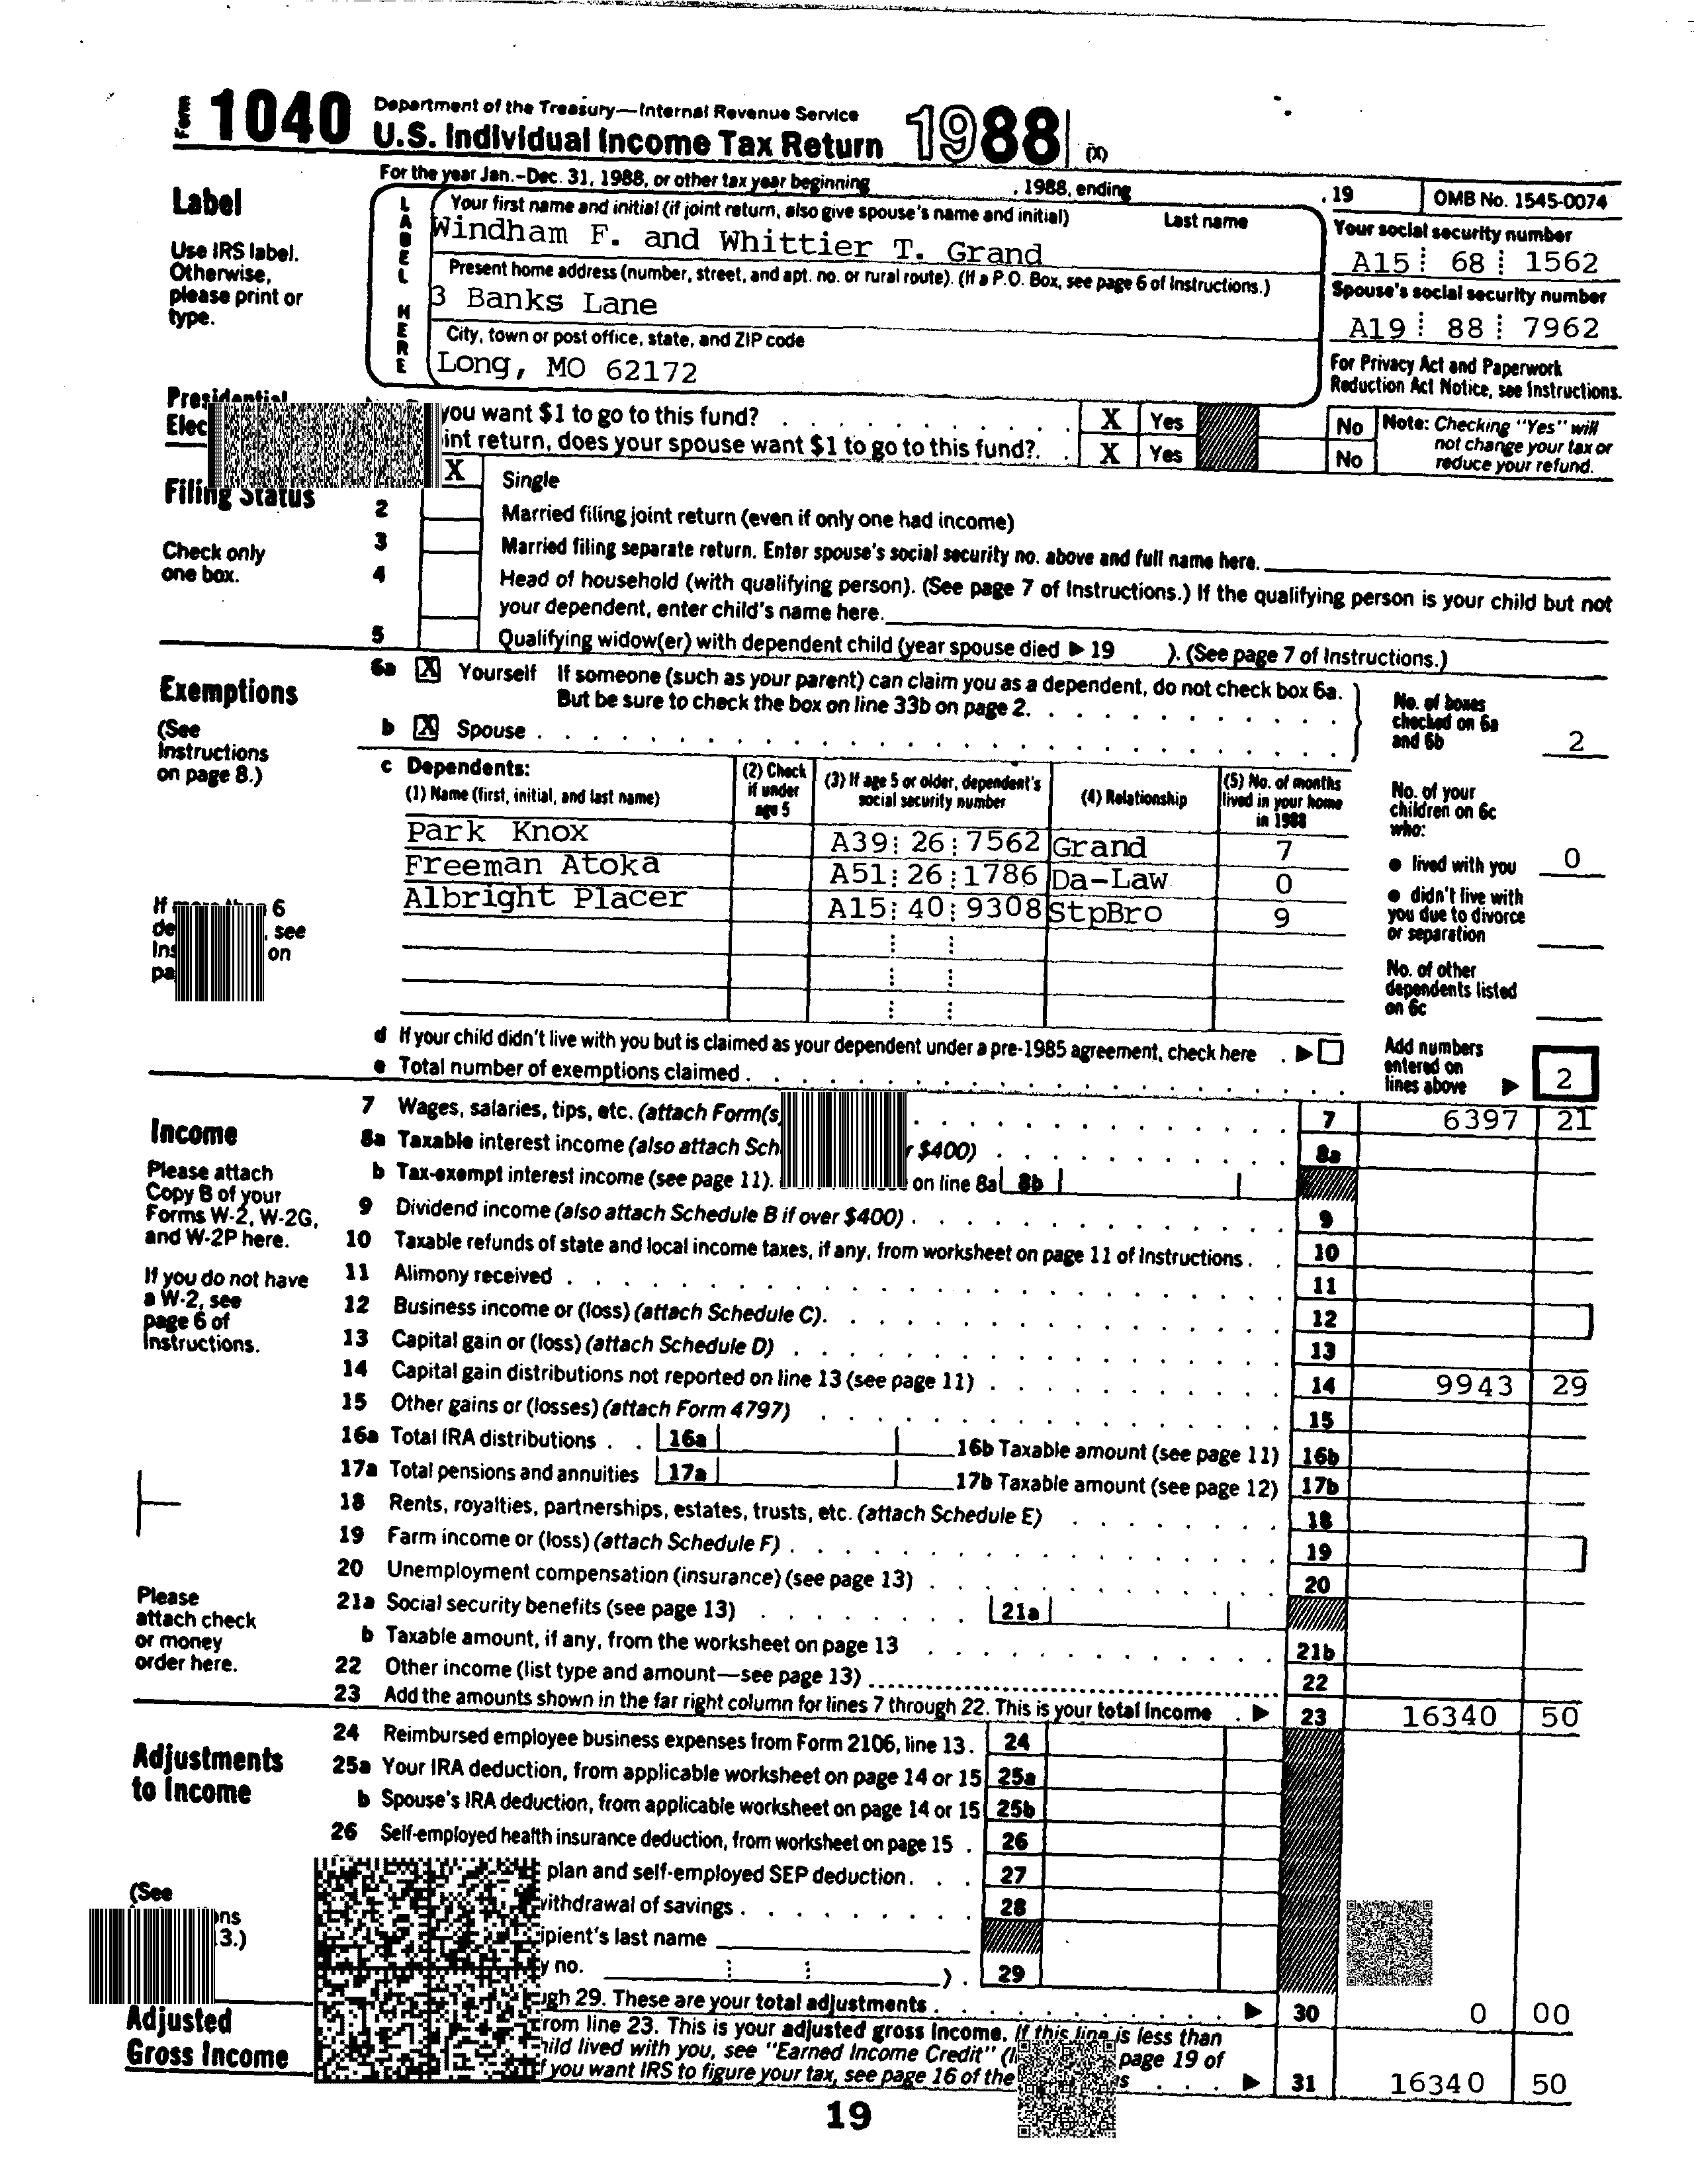 Form 1040 Department of the Treasury—Internal Revenue Service
U.S. Individual Income Tax Return 1988 (X)
For the year Jan.–Dec. 31, 1988, or other tax year beginning , 1988, ending , 19 OMB No. 1545-0074
Label
Use IRS label. Otherwise, please print or type.
LABEL HERE
Your first name and initial (if joint return, also give spouse's name and initial) Last name
Windham F. and Whittier T. Grand
Your social security number
A15 68 1562
Present home address (number, street, and apt. no. or rural route). (If a P.O. Box, see page 6 of Instructions.)
3 Banks Lane
Spouse's social security number
A19 88 7962
City, town or post office, state, and ZIP code
Long, MO 62172
For Privacy Act and Paperwork Reduction Act Notice, see Instructions.
Presidential
Elec
you want $1 to go to this fund? X Yes No
int return, does your spouse want $1 to go to this fund? X Yes No
Note: Checking "Yes" will not change your tax or reduce your refund.
Filing Status
Check only one box.
X Single
2 Married filing joint return (even if only one had income)
3 Married filing separate return. Enter spouse's social security no. above and full name here.
4 Head of household (with qualifying person). (See page 7 of Instructions.) If the qualifying person is your child but not
your dependent, enter child's name here.
5 Qualifying widow(er) with dependent child (year spouse died ▶ 19 ). (See page 7 of Instructions.)
Exemptions
(See Instructions on page 8.)
6a X Yourself If someone (such as your parent) can claim you as a dependent, do not check box 6a.
But be sure to check the box on line 33b on page 2.
b X Spouse
No. of boxes checked on 6a and 6b 2
c Dependents:
(1) Name (first, initial, and last name) (2) Check if under age 5 (3) If age 5 or older, dependent's social security number (4) Relationship (5) No. of months lived in your home in 1988
Park Knox A39 26 7562 Grand 7
Freeman Atoka A51 26 1786 Da-Law 0
Albright Placer A15 40 9308 StpBro 9
No. of your children on 6c who:
● lived with you 0
● didn't live with you due to divorce or separation
No. of other dependents listed on 6c
If more than 6
de , see
Ins on
pa
d If your child didn't live with you but is claimed as your dependent under a pre-1985 agreement, check here . ▶
e Total number of exemptions claimed
Add numbers entered on lines above ▶ 2
Income
Please attach Copy B of your Forms W-2, W-2G, and W-2P here.
If you do not have a W-2, see page 6 of Instructions.
Please attach check or money order here.
7 Wages, salaries, tips, etc. (attach Form(s 7 6397 21
8a Taxable interest income (also attach Sch $400) 8a
b Tax-exempt interest income (see page 11). on line 8a 8b
9 Dividend income (also attach Schedule B if over $400) 9
10 Taxable refunds of state and local income taxes, if any, from worksheet on page 11 of Instructions 10
11 Alimony received 11
12 Business income or (loss) (attach Schedule C) 12
13 Capital gain or (loss) (attach Schedule D) 13
14 Capital gain distributions not reported on line 13 (see page 11) 14 9943 29
15 Other gains or (losses) (attach Form 4797) 15
16a Total IRA distributions 16a 16b Taxable amount (see page 11) 16b
17a Total pensions and annuities 17a 17b Taxable amount (see page 12) 17b
18 Rents, royalties, partnerships, estates, trusts, etc. (attach Schedule E) 18
19 Farm income or (loss) (attach Schedule F) 19
20 Unemployment compensation (insurance) (see page 13) 20
21a Social security benefits (see page 13) 21a
b Taxable amount, if any, from the worksheet on page 13 21b
22 Other income (list type and amount—see page 13) 22
23 Add the amounts shown in the far right column for lines 7 through 22. This is your total income . ▶ 23 16340 50
Adjustments to Income
(See
ns
3.)
24 Reimbursed employee business expenses from Form 2106, line 13. 24
25a Your IRA deduction, from applicable worksheet on page 14 or 15 25a
b Spouse's IRA deduction, from applicable worksheet on page 14 or 15 25b
26 Self-employed health insurance deduction, from worksheet on page 15 . 26
plan and self-employed SEP deduction 27
withdrawal of savings 28
ipient's last name
y no. ). 29
ugh 29. These are your total adjustments ▶ 30 0 00
Adjusted Gross Income
from line 23. This is your adjusted gross income. If this line is less than
hild lived with you, see "Earned Income Credit" ( page 19 of
f you want IRS to figure your tax, see page 16 of the s ▶ 31 16340 50
19